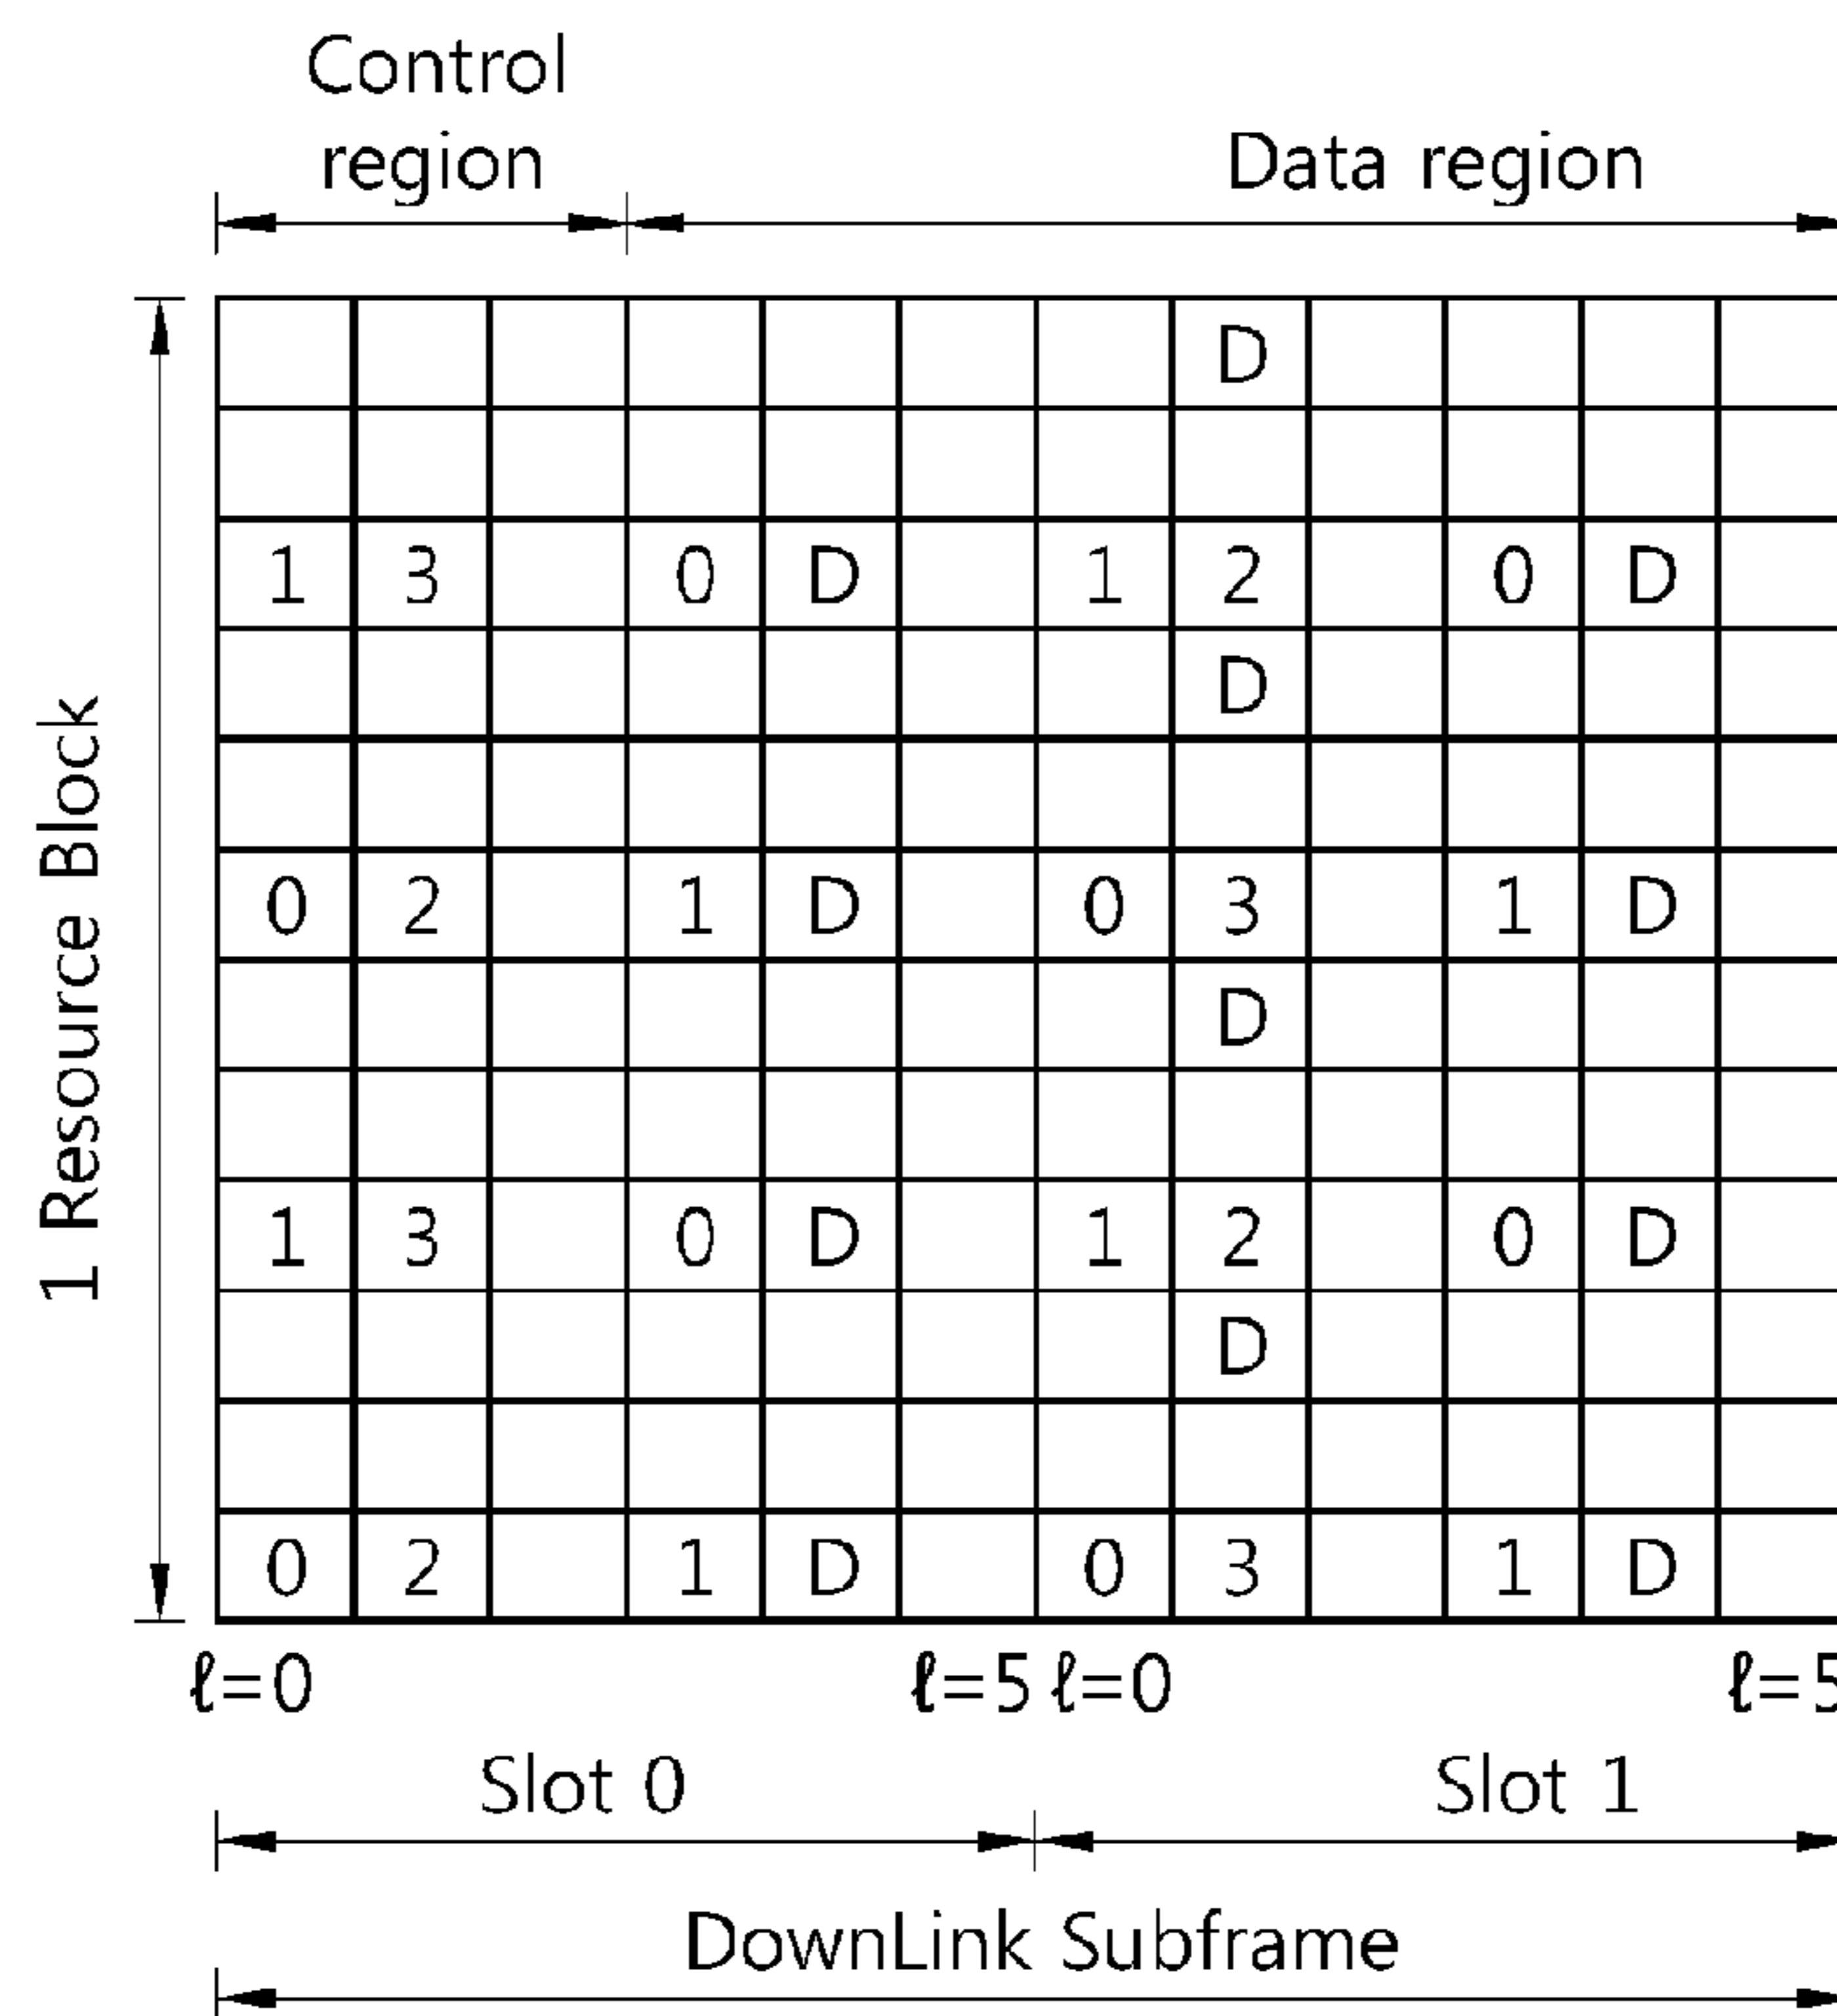 Control
region
Data region
1 Resource Block
D
1 3 0 D 1 2 0 D
D
0 2 1 D 0 3 1 D
D
1 3 0 D 1 2 0 D
D
0 2 1 D 0 3 1 D
ℓ=0 ℓ=5 ℓ=0 ℓ=5
Slot 0 Slot 1
DownLink Subframe